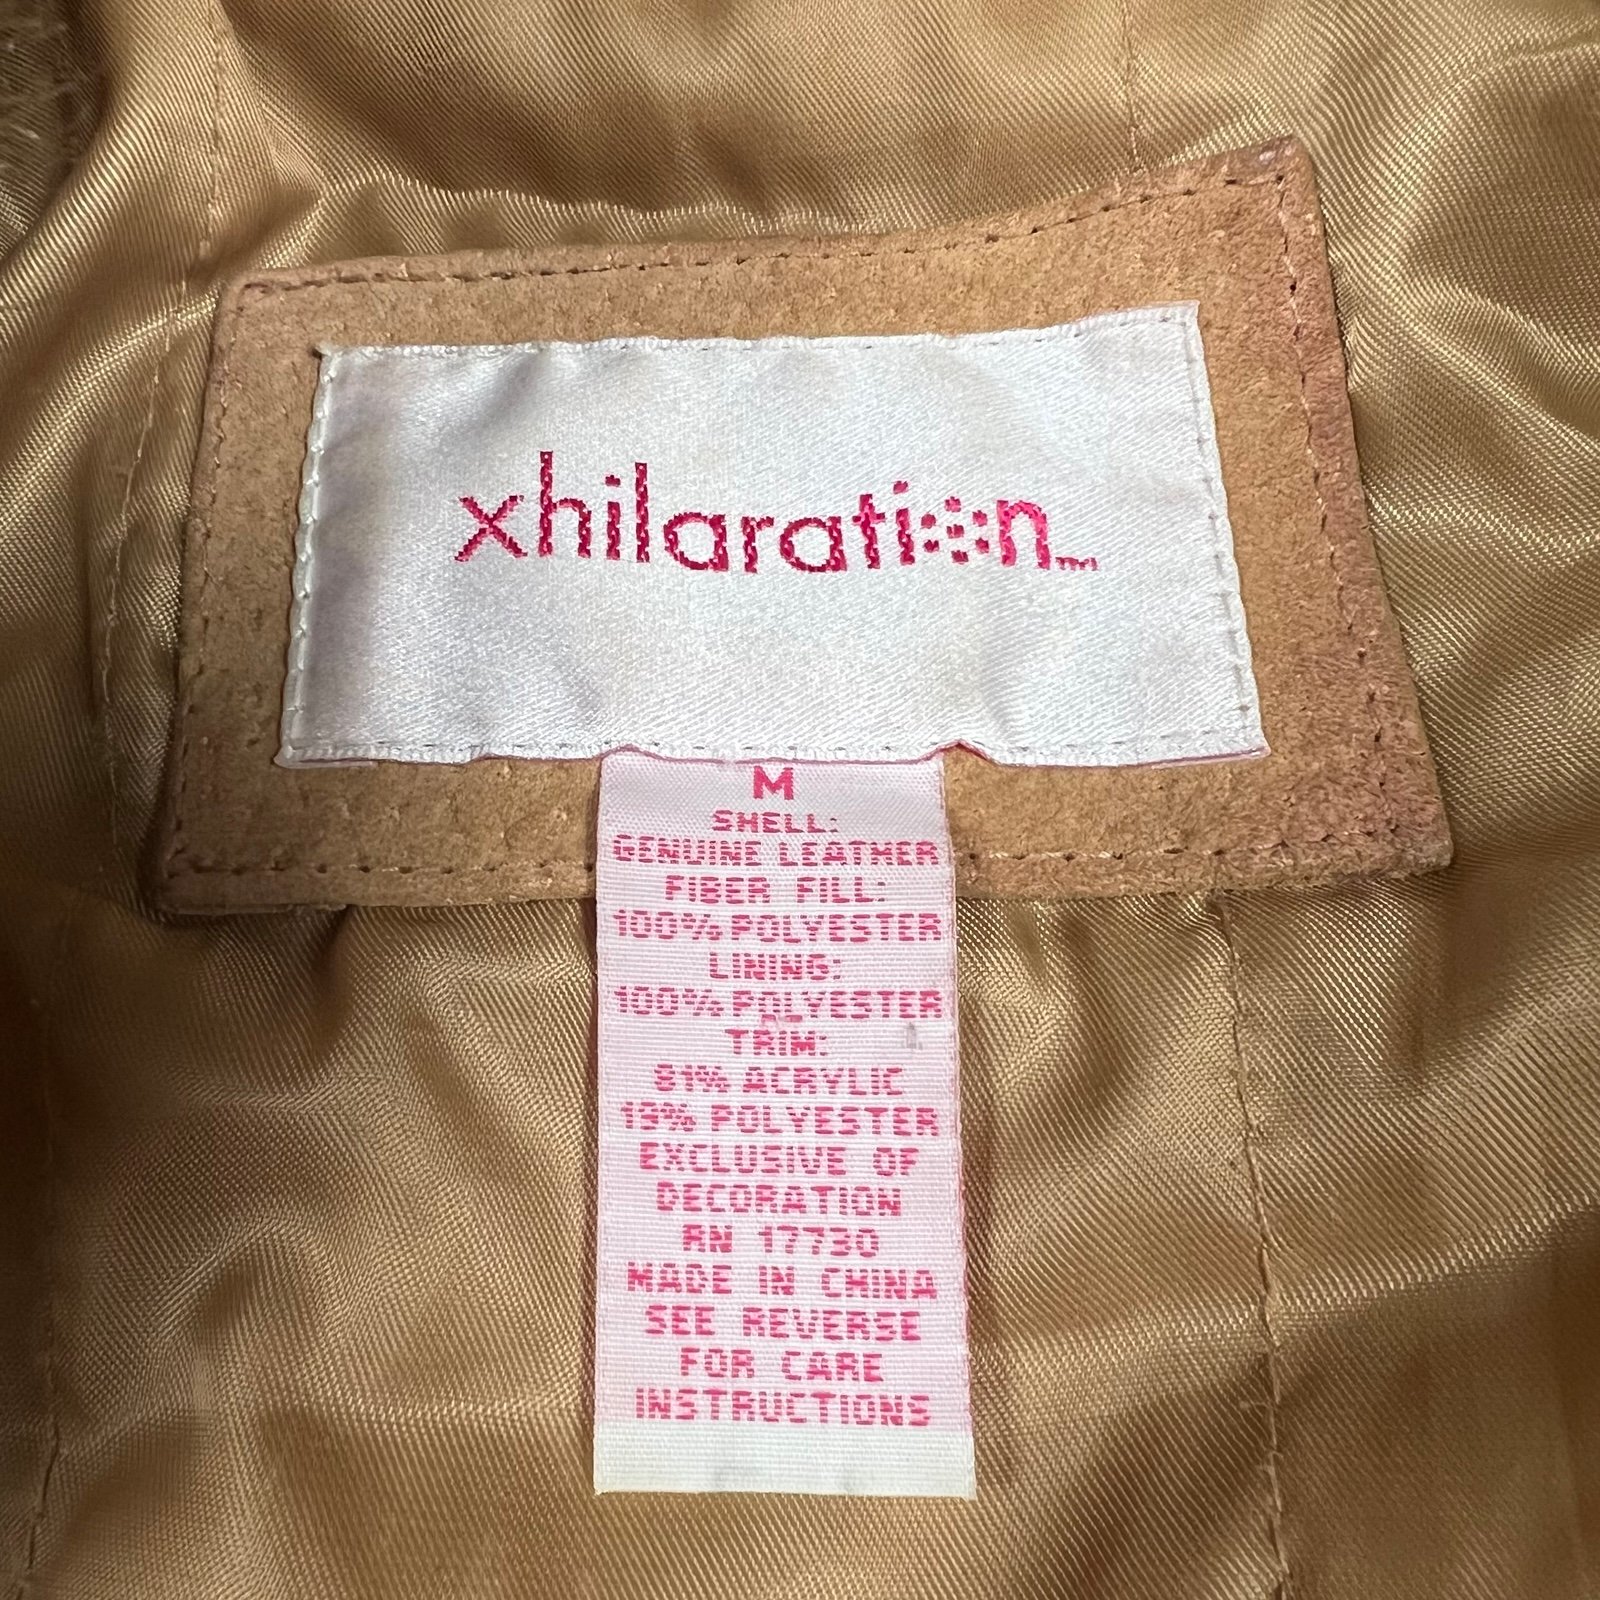 xhilaration™
M
SHELL:
GENUINE LEATHER
FIBER FILL:
100% POLYESTER
LINING:
100% POLYESTER
TRIM:
81% ACRYLIC
19% POLYESTER
EXCLUSIVE OF
DECORATION
RN 17730
MADE IN CHINA
SEE REVERSE
FOR CARE
INSTRUCTIONS